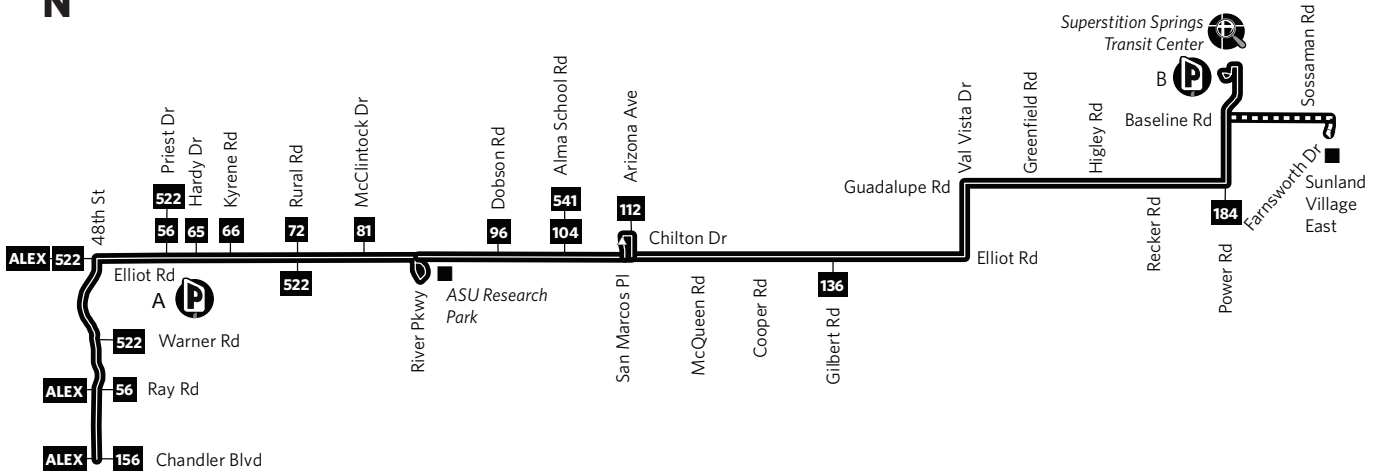 N
Superstition Springs
Transit Center
B
P
Sossaman Rd
Baseline Rd
Farnsworth Dr
Sunland
Village
East
Val Vista Dr
Greenfield Rd
Higley Rd
Guadalupe Rd
Recker Rd
184
Power Rd
Priest Dr
Hardy Dr
Kyrene Rd
Rural Rd
McClintock Dr
Dobson Rd
Alma School Rd
Arizona Ave
522
541
112
48th St
56
65
66
72
81
96
104
Chilton Dr
ALEX
522
Elliot Rd
Elliot Rd
A
P
522
River Pkwy
ASU Research
Park
San Marcos Pl
McQueen Rd
Cooper Rd
136
Gilbert Rd
522
Warner Rd
ALEX
56
Ray Rd
ALEX
156
Chandler Blvd